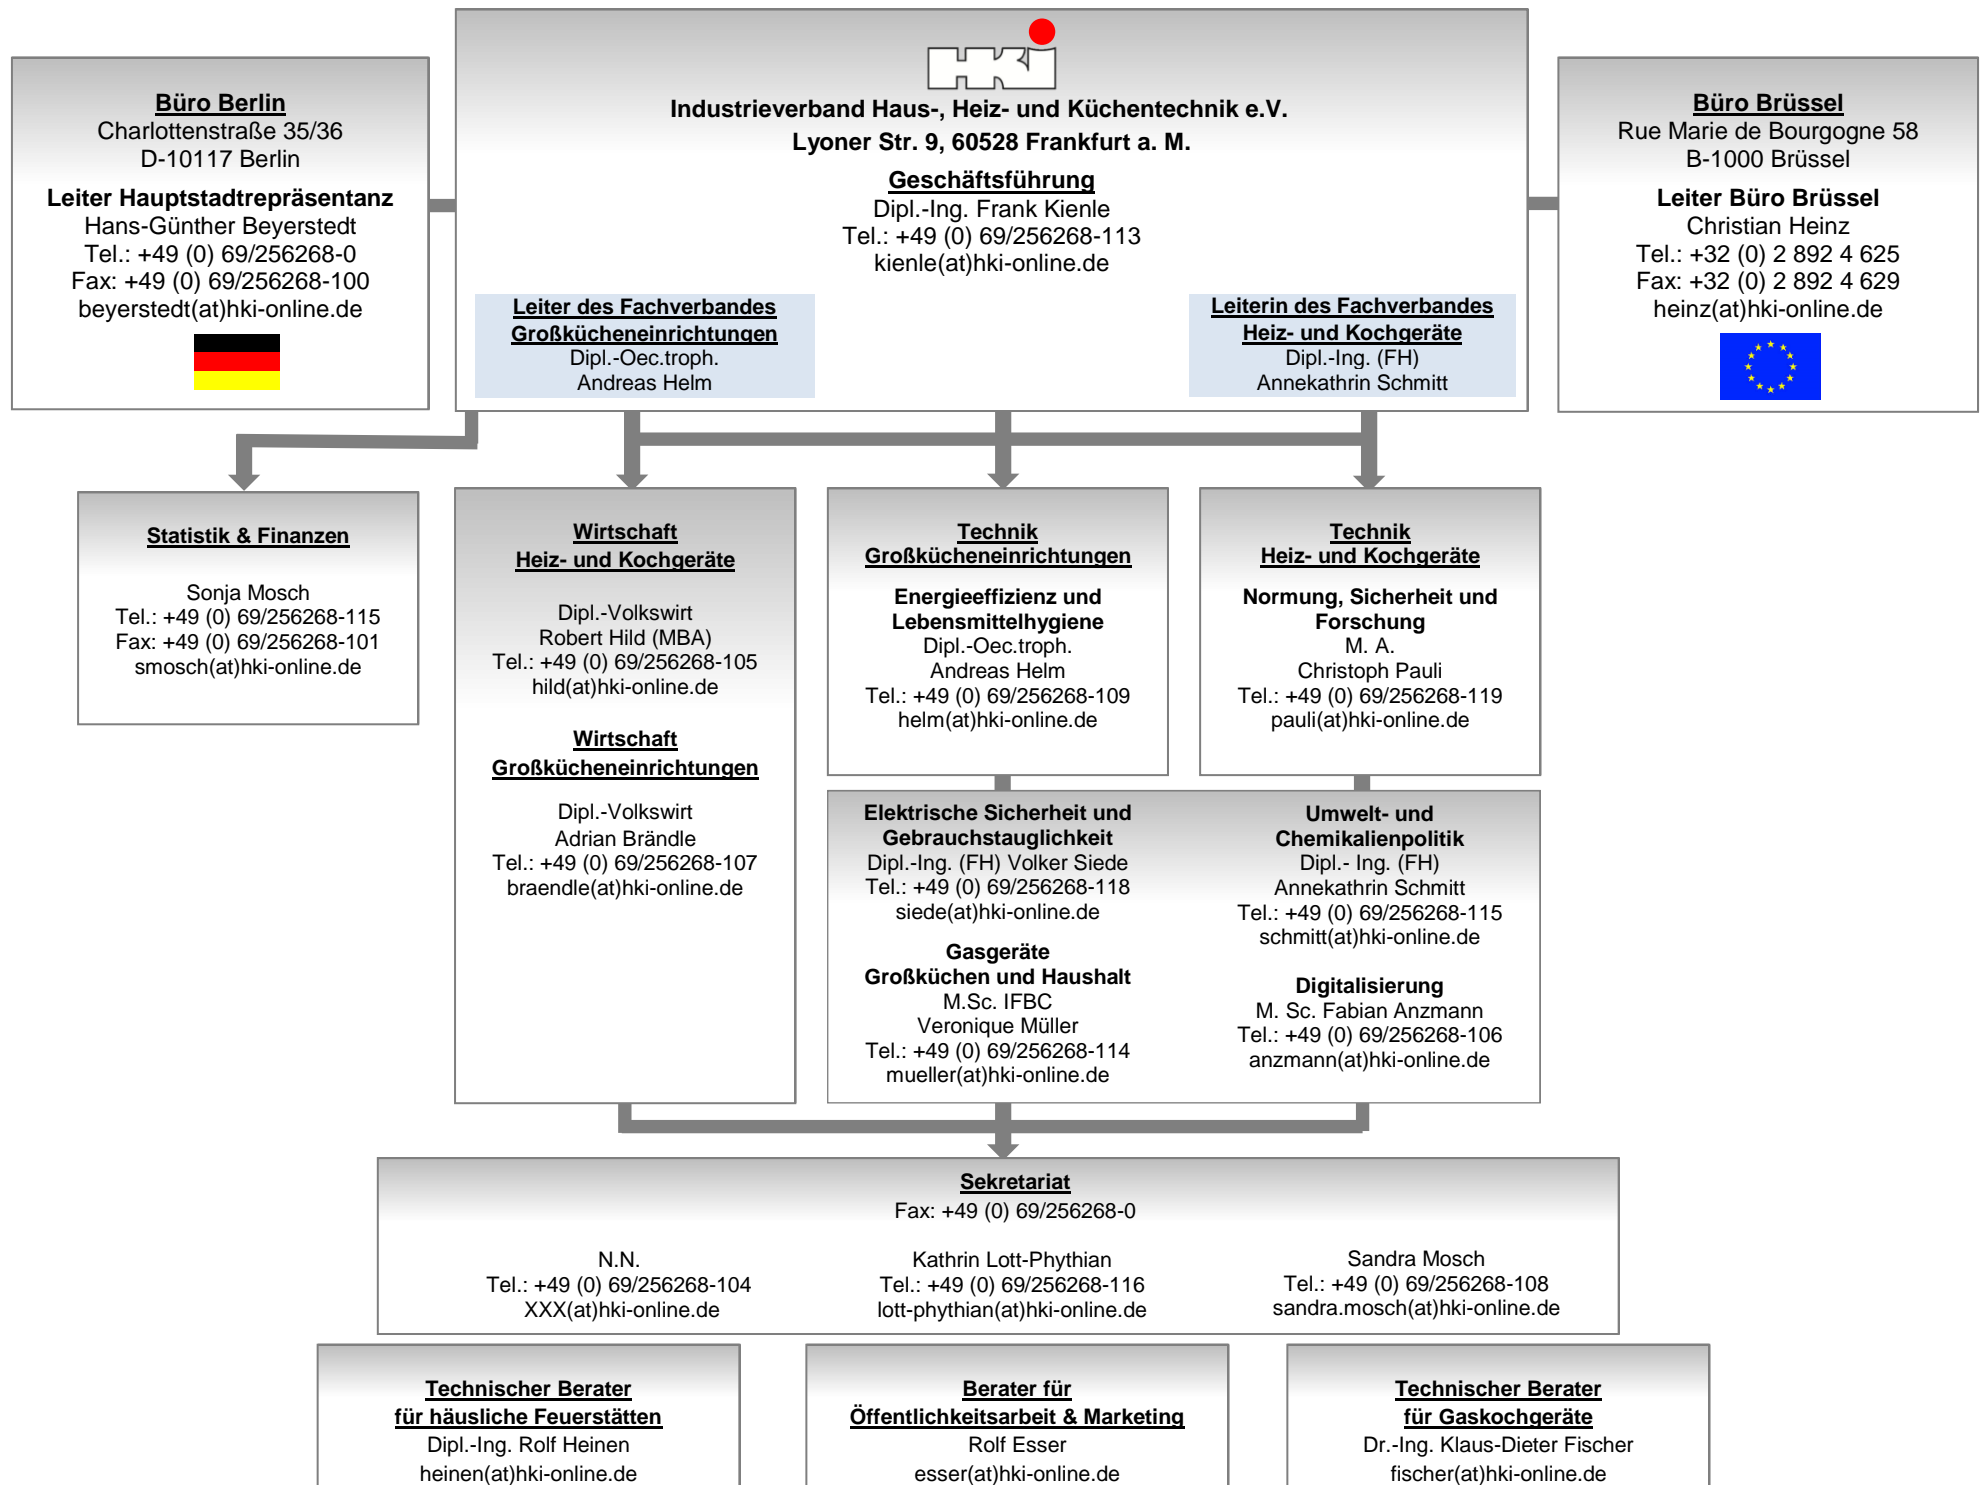 HKi
Industrieverband Haus-, Heiz- und Küchentechnik e.V.
Lyoner Str. 9, 60528 Frankfurt a. M.
Geschäftsführung
Dipl.-Ing. Frank Kienle
Tel.: +49 (0) 69/256268-113
kienle(at)hki-online.de
Leiter des Fachverbandes
Großkücheneinrichtungen
Dipl.-Oec.troph.
Andreas Helm
Leiterin des Fachverbandes
Heiz- und Kochgeräte
Dipl.-Ing. (FH)
Annekathrin Schmitt
Büro Berlin
Charlottenstraße 35/36
D-10117 Berlin
Leiter Hauptstadtrepräsentanz
Hans-Günther Beyerstedt
Tel.: +49 (0) 69/256268-0
Fax: +49 (0) 69/256268-100
beyerstedt(at)hki-online.de
Büro Brüssel
Rue Marie de Bourgogne 58
B-1000 Brüssel
Leiter Büro Brüssel
Christian Heinz
Tel.: +32 (0) 2 892 4 625
Fax: +32 (0) 2 892 4 629
heinz(at)hki-online.de
Statistik & Finanzen
Sonja Mosch
Tel.: +49 (0) 69/256268-115
Fax: +49 (0) 69/256268-101
smosch(at)hki-online.de
Wirtschaft
Heiz- und Kochgeräte
Dipl.-Volkswirt
Robert Hild (MBA)
Tel.: +49 (0) 69/256268-105
hild(at)hki-online.de
Wirtschaft
Großkücheneinrichtungen
Dipl.-Volkswirt
Adrian Brändle
Tel.: +49 (0) 69/256268-107
braendle(at)hki-online.de
Technik
Großkücheneinrichtungen
Energieeffizienz und
Lebensmittelhygiene
Dipl.-Oec.troph.
Andreas Helm
Tel.: +49 (0) 69/256268-109
helm(at)hki-online.de
Technik
Heiz- und Kochgeräte
Normung, Sicherheit und
Forschung
M. A.
Christoph Pauli
Tel.: +49 (0) 69/256268-119
pauli(at)hki-online.de
Elektrische Sicherheit und
Gebrauchstauglichkeit
Dipl.-Ing. (FH) Volker Siede
Tel.: +49 (0) 69/256268-118
siede(at)hki-online.de
Gasgeräte
Großküchen und Haushalt
M.Sc. IFBC
Veronique Müller
Tel.: +49 (0) 69/256268-114
mueller(at)hki-online.de
Umwelt- und
Chemikalienpolitik
Dipl.- Ing. (FH)
Annekathrin Schmitt
Tel.: +49 (0) 69/256268-115
schmitt(at)hki-online.de
Digitalisierung
M. Sc. Fabian Anzmann
Tel.: +49 (0) 69/256268-106
anzmann(at)hki-online.de
Sekretariat
Fax: +49 (0) 69/256268-0
N.N.
Tel.: +49 (0) 69/256268-104
XXX(at)hki-online.de
Kathrin Lott-Phythian
Tel.: +49 (0) 69/256268-116
lott-phythian(at)hki-online.de
Sandra Mosch
Tel.: +49 (0) 69/256268-108
sandra.mosch(at)hki-online.de
Technischer Berater
für häusliche Feuerstätten
Dipl.-Ing. Rolf Heinen
heinen(at)hki-online.de
Berater für
Öffentlichkeitsarbeit & Marketing
Rolf Esser
esser(at)hki-online.de
Technischer Berater
für Gaskochgeräte
Dr.-Ing. Klaus-Dieter Fischer
fischer(at)hki-online.de